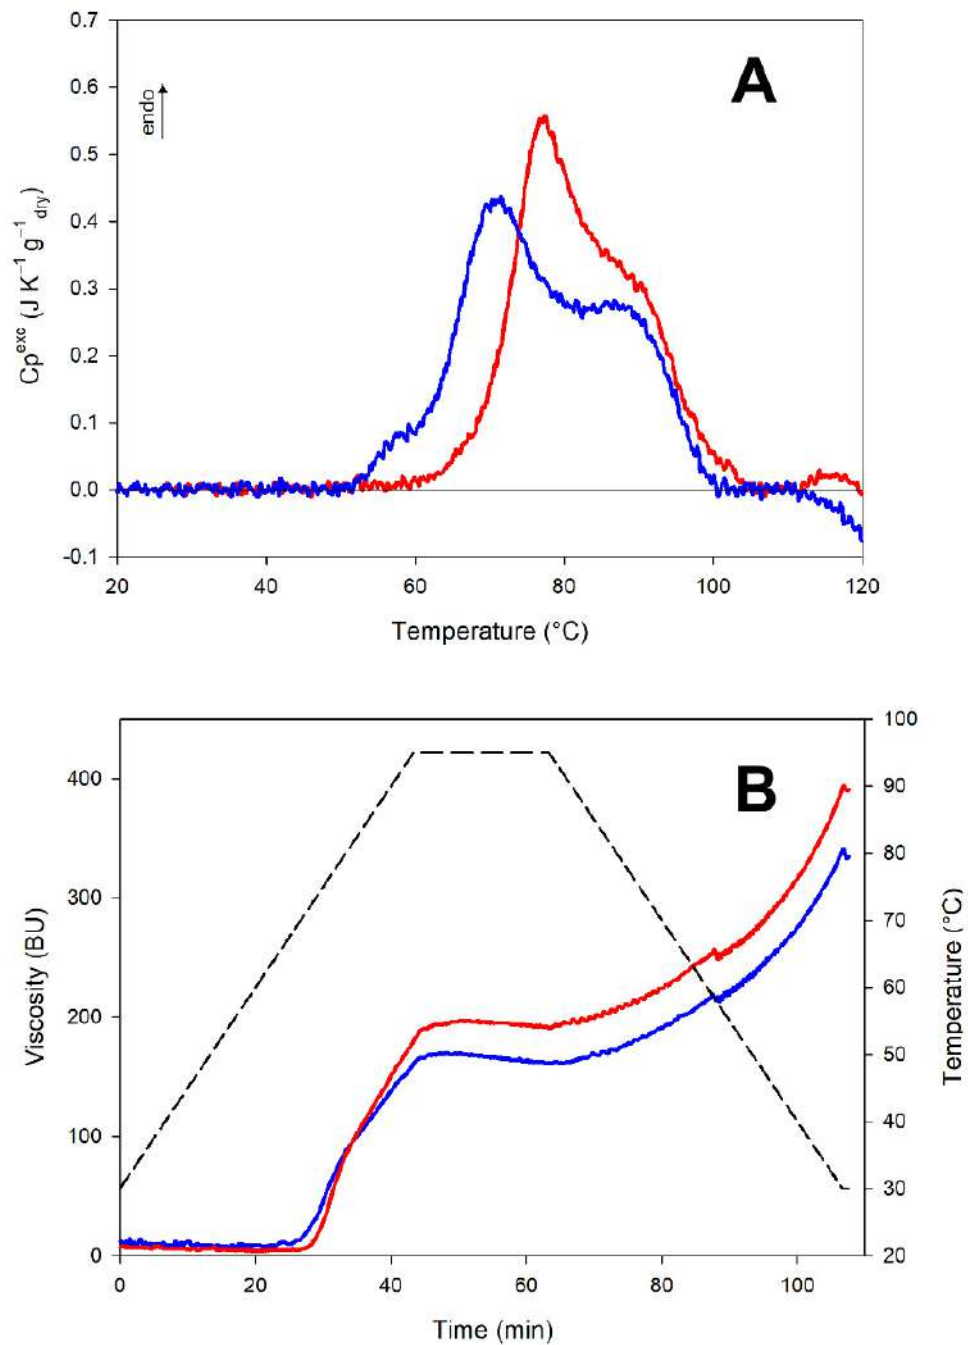 A
endo
Cp^exc (J K⁻¹ g⁻¹ dry)
0.7
0.6
0.5
0.4
0.3
0.2
0.1
0.0
-0.1
20 40 60 80 100 120
Temperature (°C)
B
Viscosity (BU)
400
300
200
100
0
100
90
80
70
60
50
40
30
20
Temperature (°C)
0 20 40 60 80 100
Time (min)